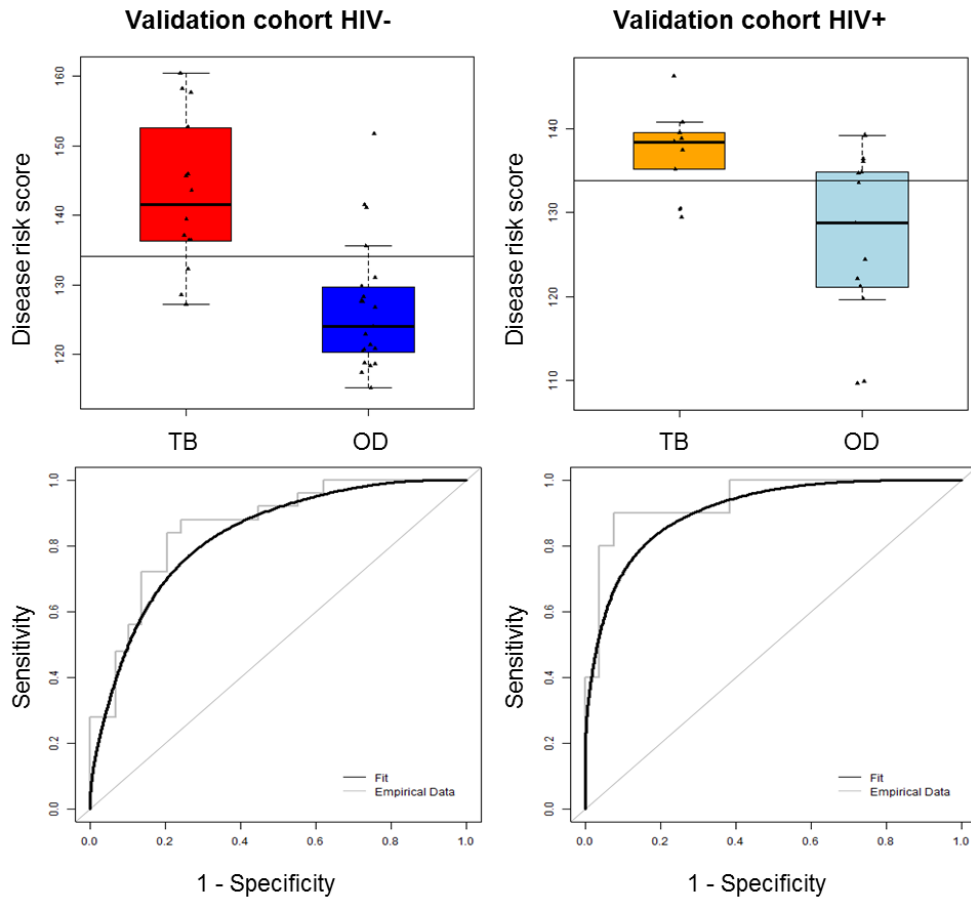 Validation cohort HIV-
Validation cohort HIV+
Disease risk score
160
150
140
130
120
TB
OD
Disease risk score
140
130
120
110
TB
OD
Sensitivity
1.0
0.8
0.6
0.4
0.2
0.0
Fit
Empirical Data
0.0 0.2 0.4 0.6 0.8 1.0
1 - Specificity
Sensitivity
1.0
0.8
0.6
0.4
0.2
0.0
Fit
Empirical Data
0.0 0.2 0.4 0.6 0.8 1.0
1 - Specificity